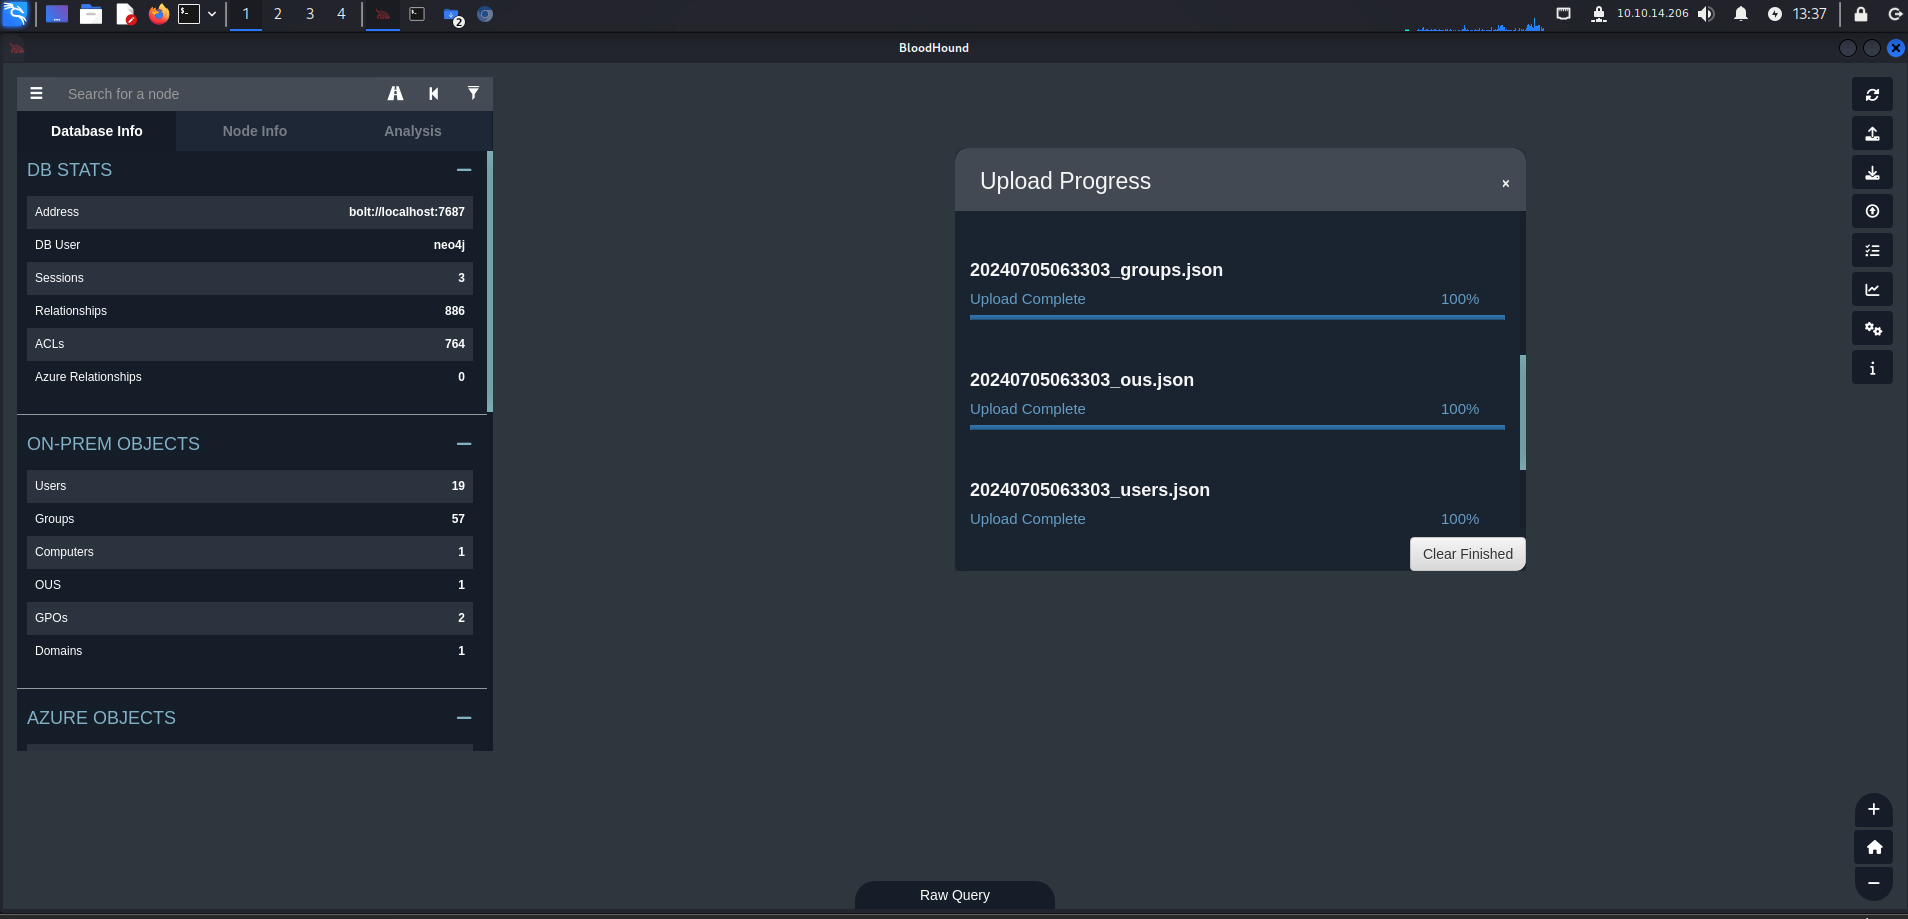 1 2 3 4
2
10.10.14.206
13:37
BloodHound
Search for a node
Database Info
Node Info
Analysis
DB STATS
Address bolt://localhost:7687
DB User neo4j
Sessions 3
Relationships 886
ACLs 764
Azure Relationships 0
ON-PREM OBJECTS
Users 19
Groups 57
Computers 1
OUS 1
GPOs 2
Domains 1
AZURE OBJECTS
Upload Progress
×
20240705063303_groups.json
Upload Complete 100%
20240705063303_ous.json
Upload Complete 100%
20240705063303_users.json
Upload Complete 100%
Clear Finished
Raw Query